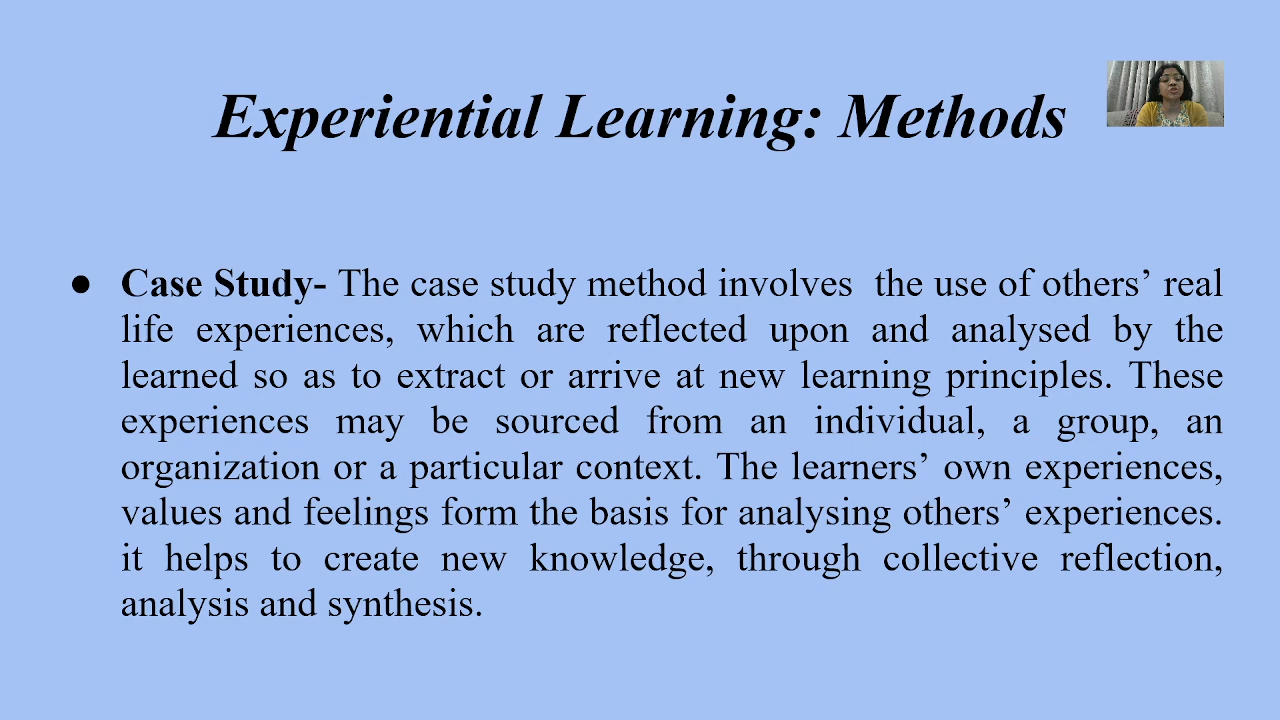 Experiential Learning: Methods
● Case Study- The case study method involves the use of others’ real
life experiences, which are reflected upon and analysed by the
learned so as to extract or arrive at new learning principles. These
experiences may be sourced from an individual, a group, an
organization or a particular context. The learners’ own experiences,
values and feelings form the basis for analysing others’ experiences.
it helps to create new knowledge, through collective reflection,
analysis and synthesis.